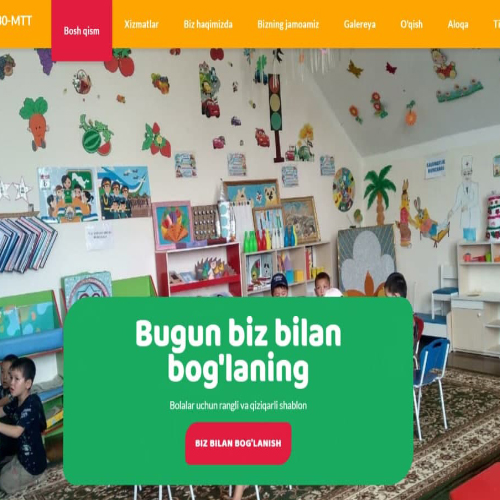 30-MTT
Bosh qism
Xizmatlar
Biz haqimizda
Bizning jamoamiz
Galereya
O'qish
Aloqa
Bugun biz bilan
bog'laning
Bolalar uchun rangli va qiziqarli shablon
BIZ BILAN BOG'LANISH